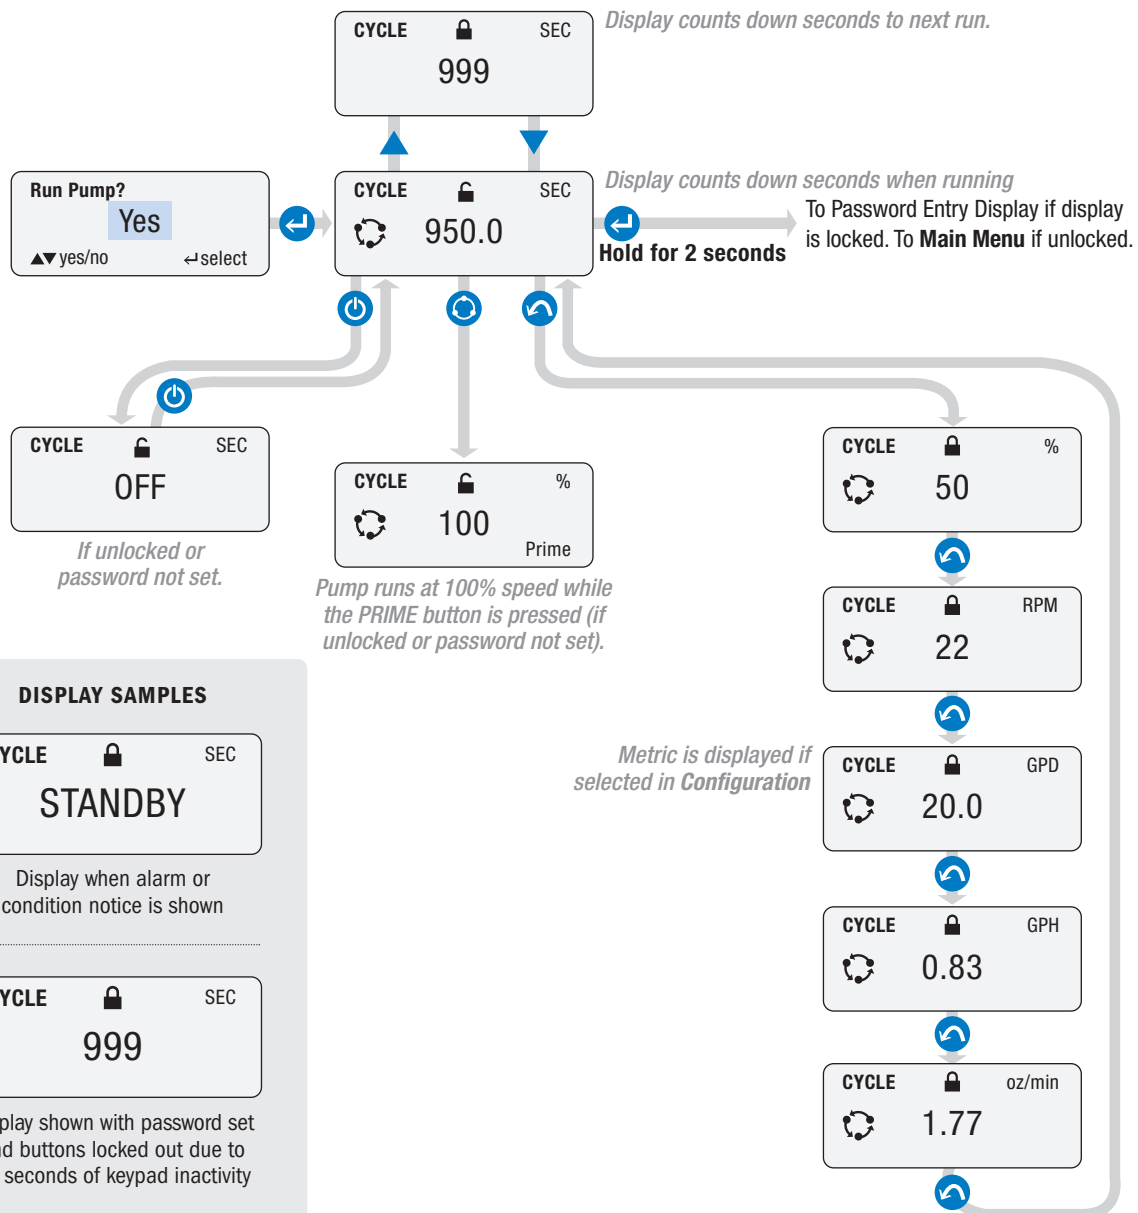 CYCLE SEC
999
Display counts down seconds to next run.
Run Pump?
Yes
▲▼ yes/no ↵ select
CYCLE SEC
950.0
Display counts down seconds when running
Hold for 2 seconds
To Password Entry Display if display
is locked. To Main Menu if unlocked.
CYCLE SEC
OFF
If unlocked or
password not set.
CYCLE %
100
Prime
Pump runs at 100% speed while
the PRIME button is pressed (if
unlocked or password not set).
CYCLE %
50
CYCLE RPM
22
Metric is displayed if
selected in Configuration
CYCLE GPD
20.0
CYCLE GPH
0.83
CYCLE oz/min
1.77
DISPLAY SAMPLES
YCLE SEC
STANDBY
Display when alarm or
condition notice is shown
YCLE SEC
999
play shown with password set
d buttons locked out due to
seconds of keypad inactivity